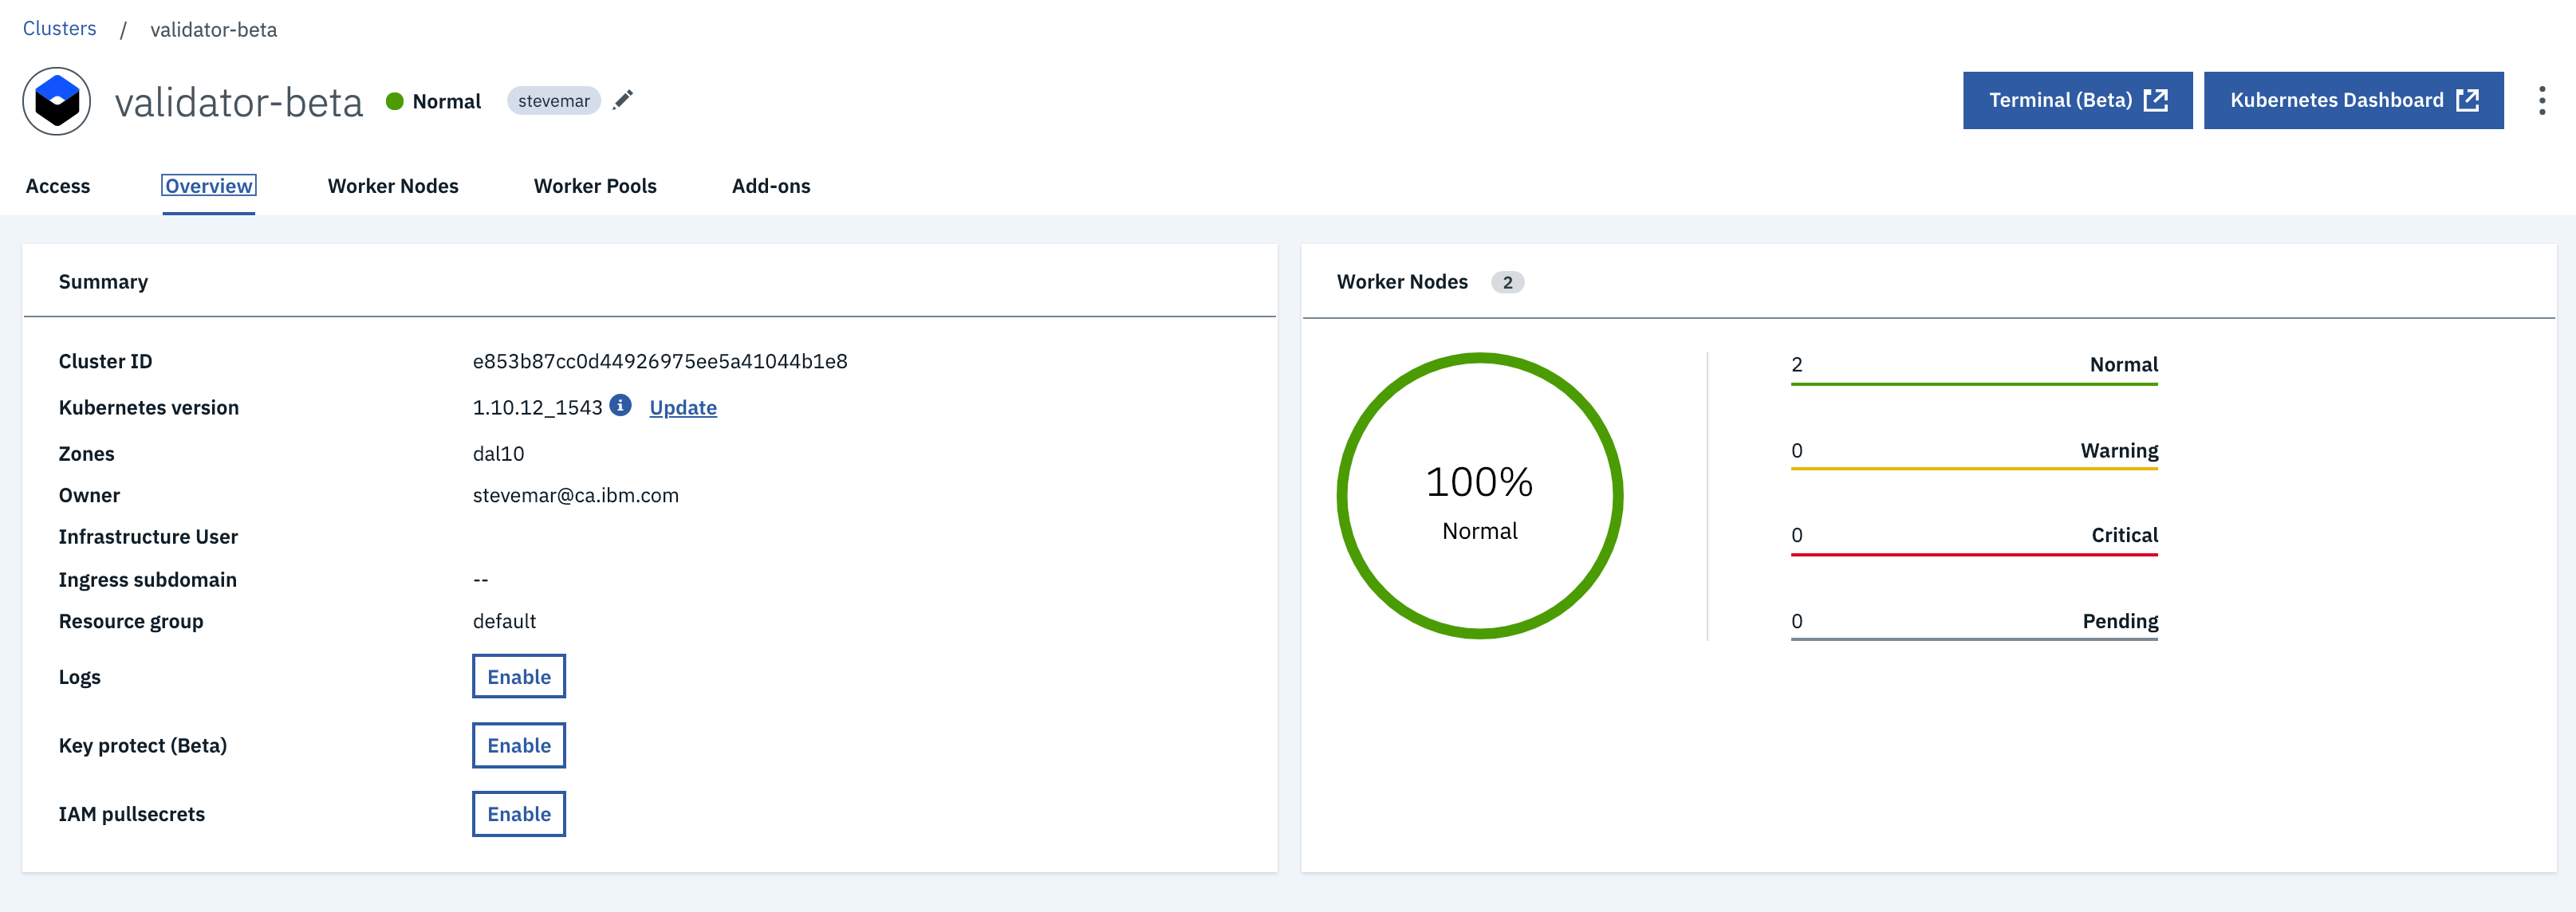 Clusters / validator-beta
validator-beta Normal stevemar
Terminal (Beta) Kubernetes Dashboard
Access Overview Worker Nodes Worker Pools Add-ons
Summary
Cluster ID e853b87cc0d44926975ee5a41044b1e8
Kubernetes version 1.10.12_1543 Update
Zones dal10
Owner stevemar@ca.ibm.com
Infrastructure User
Ingress subdomain --
Resource group default
Logs Enable
Key protect (Beta) Enable
IAM pullsecrets Enable
Worker Nodes 2
100%
Normal
2 Normal
0 Warning
0 Critical
0 Pending